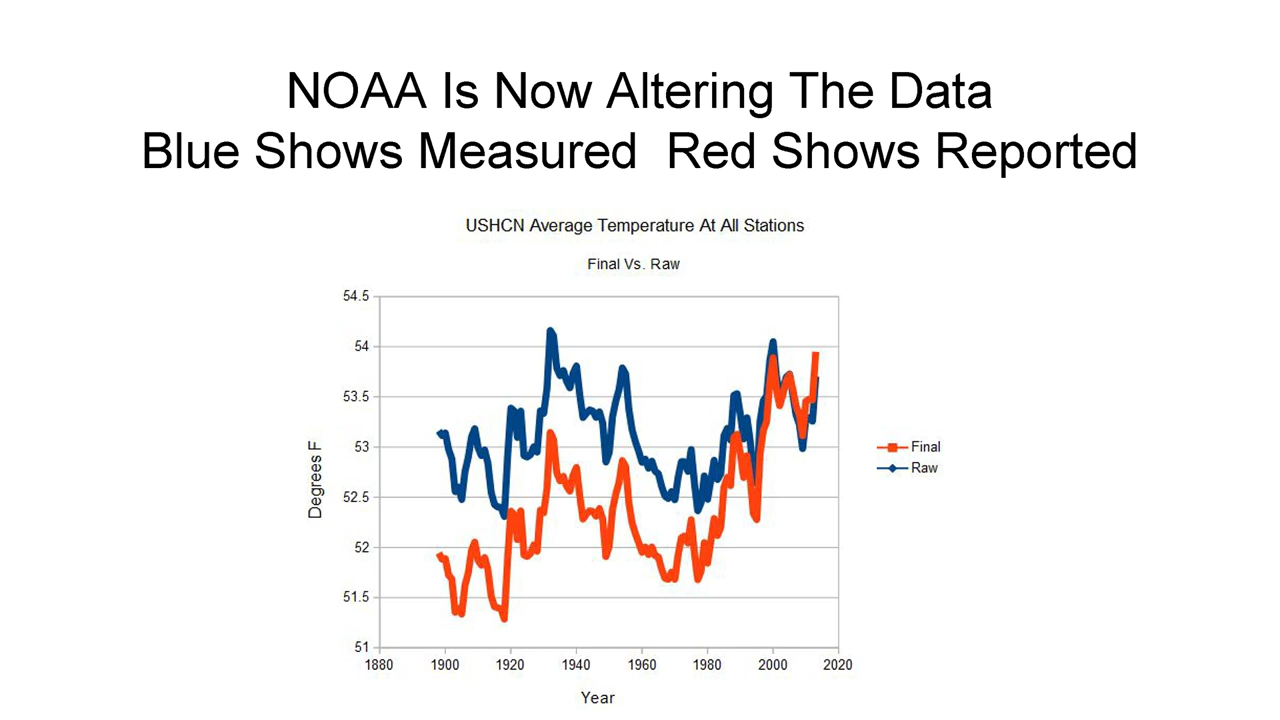 NOAA Is Now Altering The Data
Blue Shows Measured  Red Shows Reported
USHCN Average Temperature At All Stations
Final Vs. Raw
54.5
54
53.5
53
52.5
52
51.5
51
Degrees F
1880 1900 1920 1940 1960 1980 2000 2020
Year
Final
Raw